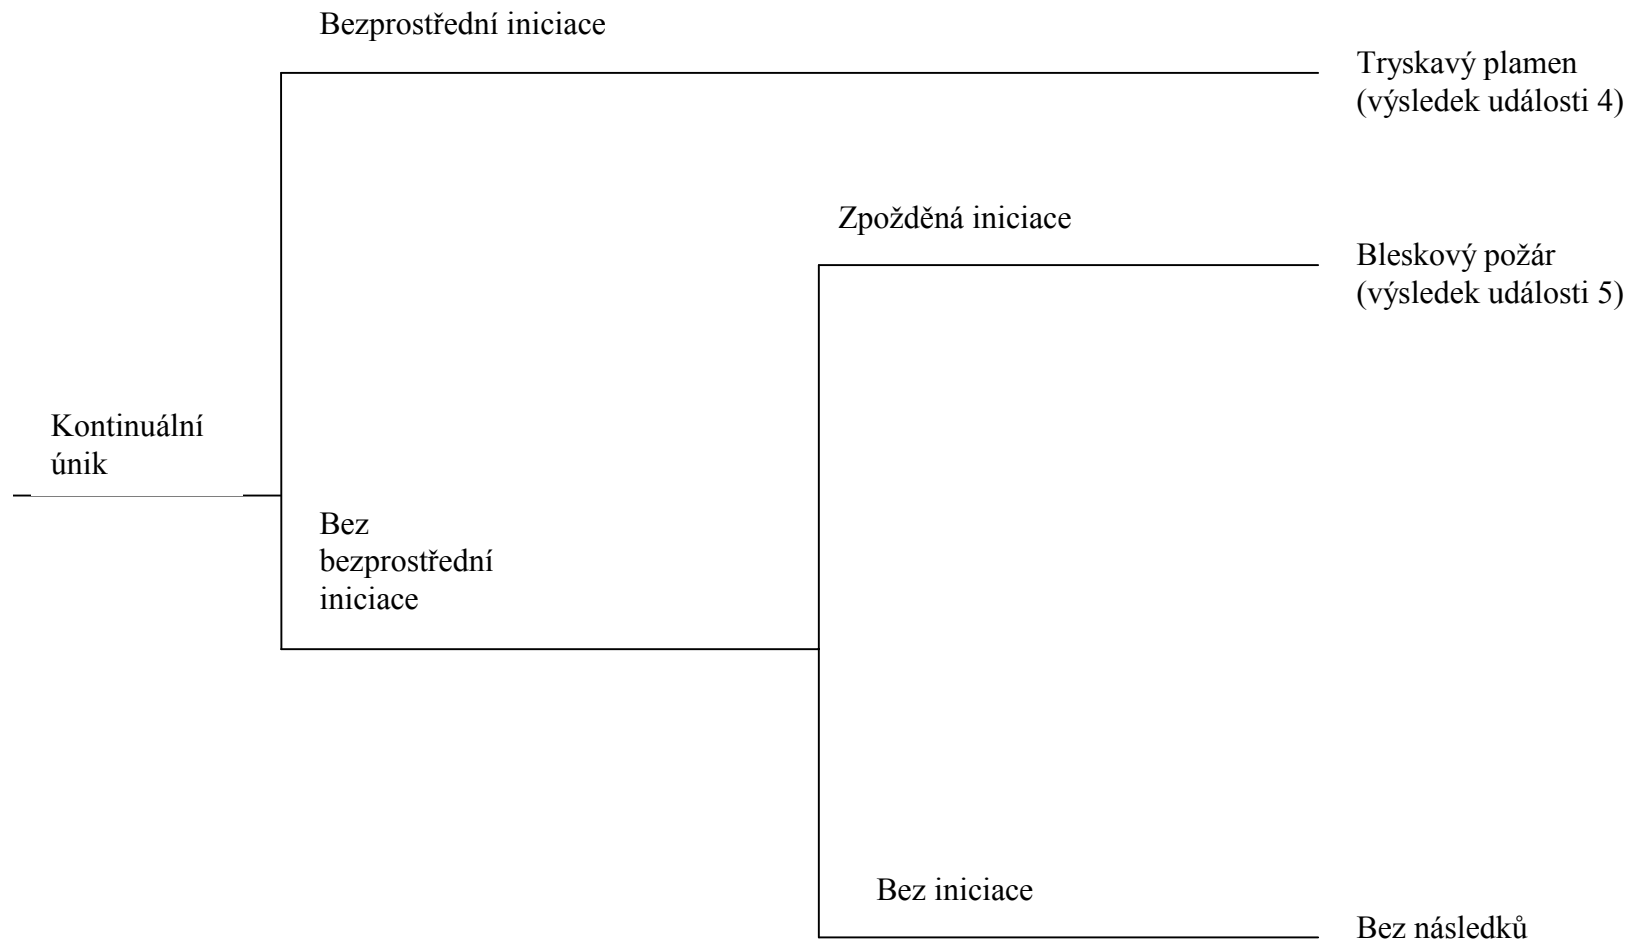 Bezprostřední iniciace
Tryskavý plamen
(výsledek události 4)
Zpožděná iniciace
Bleskový požár
(výsledek události 5)
Kontinuální
únik
Bez
bezprostřední
iniciace
Bez iniciace
Bez následků